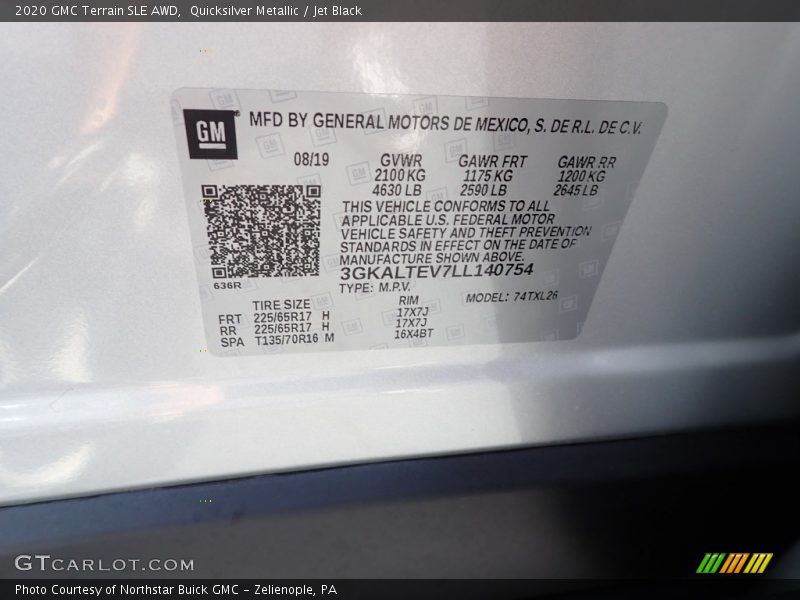 2020 GMC Terrain SLE AWD,  Quicksilver Metallic / Jet Black
GM
MFD BY GENERAL MOTORS DE MEXICO, S. DE R.L. DE C.V.
08/19 GVWR GAWR FRT GAWR RR
2100 KG 1175 KG 1200 KG
4630 LB 2590 LB 2645 LB
THIS VEHICLE CONFORMS TO ALL
APPLICABLE U.S. FEDERAL MOTOR
VEHICLE SAFETY AND THEFT PREVENTION
STANDARDS IN EFFECT ON THE DATE OF
MANUFACTURE SHOWN ABOVE.
3GKALTEV7LL140754
636R TYPE: M.P.V. MODEL: 74TXL26
TIRE SIZE RIM
FRT 225/65R17 H 17X7J
RR 225/65R17 H 17X7J
SPA T135/70R16 M 16X4BT
GTCARLOT.COM
Photo Courtesy of Northstar Buick GMC - Zelienople, PA